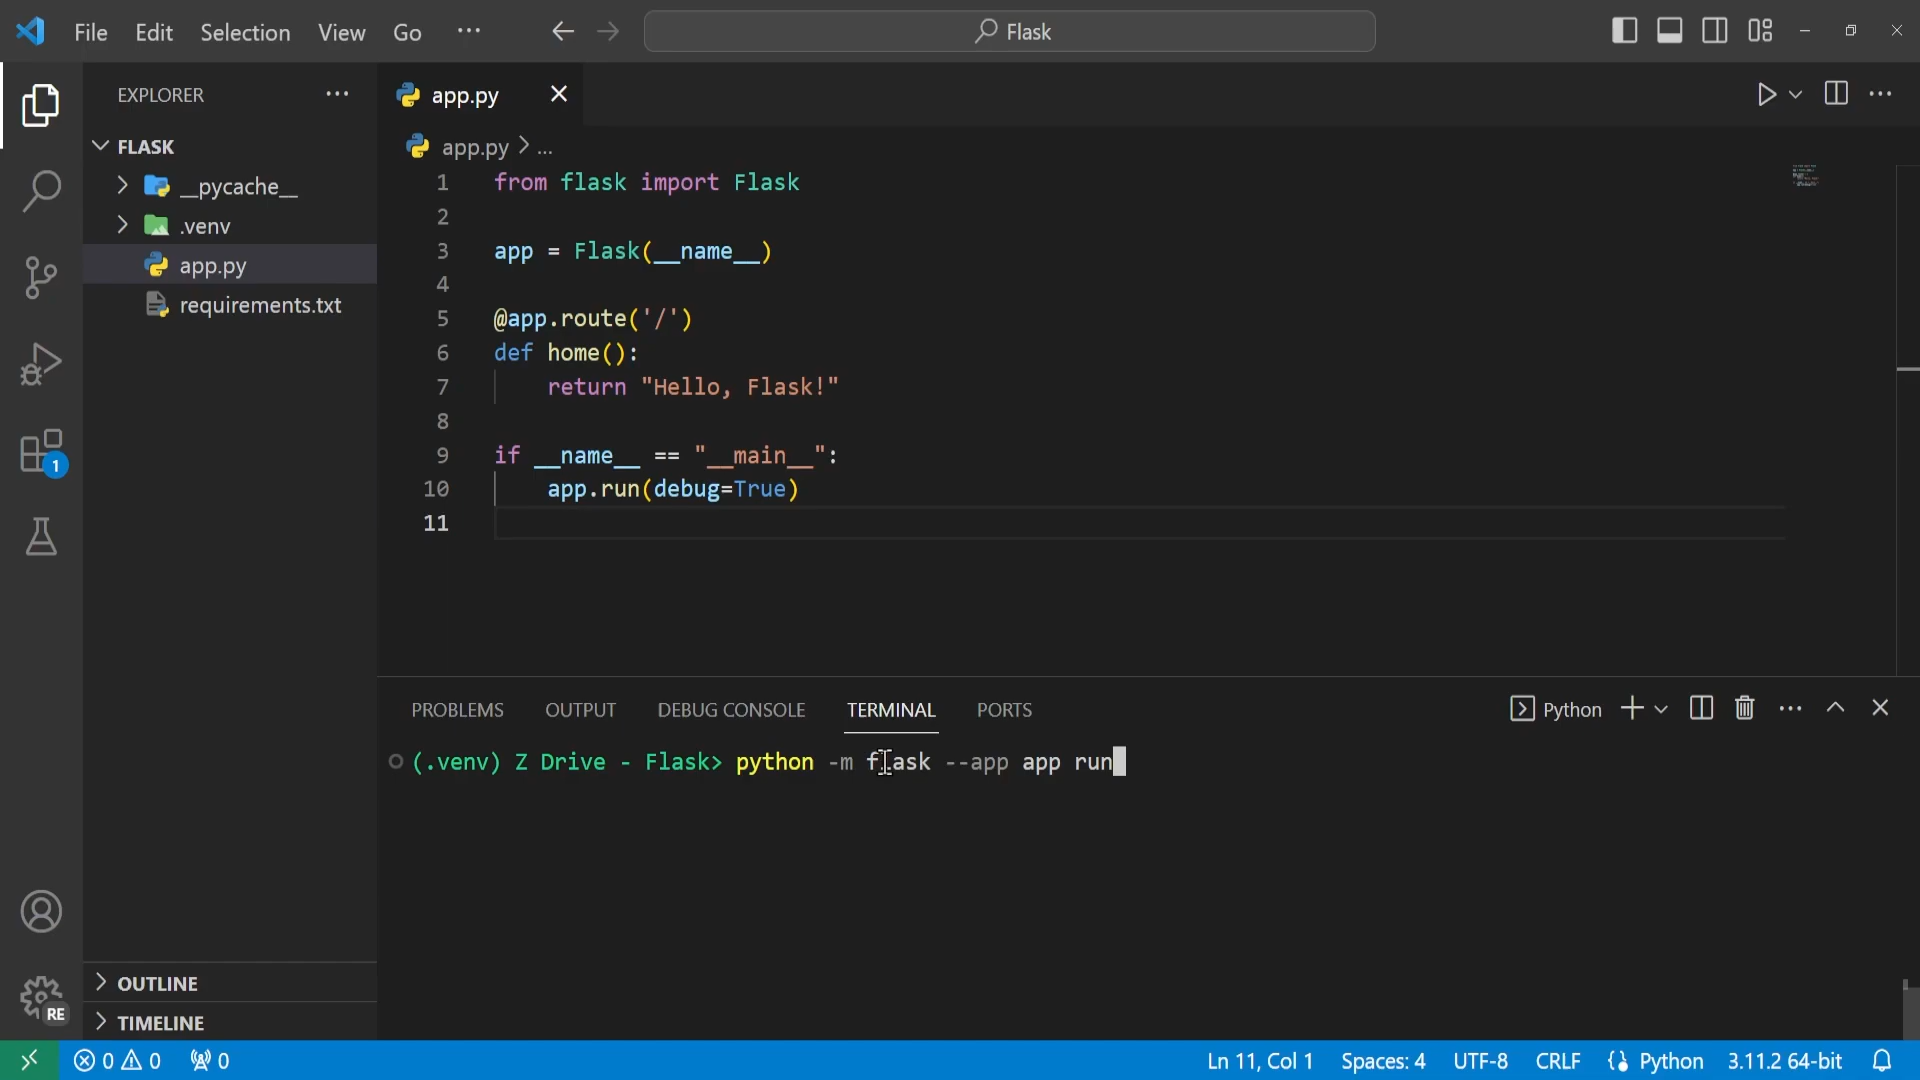 File Edit Selection View Go ··· Flask
EXPLORER ···
FLASK
__pycache__
.venv
app.py
requirements.txt
OUTLINE
TIMELINE
1
RE
app.py
app.py > ...
1 from flask import Flask
2
3 app = Flask(__name__)
4
5 @app.route('/')
6 def home():
7 return "Hello, Flask!"
8
9 if __name__ == "__main__":
10 app.run(debug=True)
11
PROBLEMS OUTPUT DEBUG CONSOLE TERMINAL PORTS Python
(.venv) Z Drive - Flask> python -m flask --app app run
0 0 0 Ln 11, Col 1 Spaces: 4 UTF-8 CRLF Python 3.11.2 64-bit